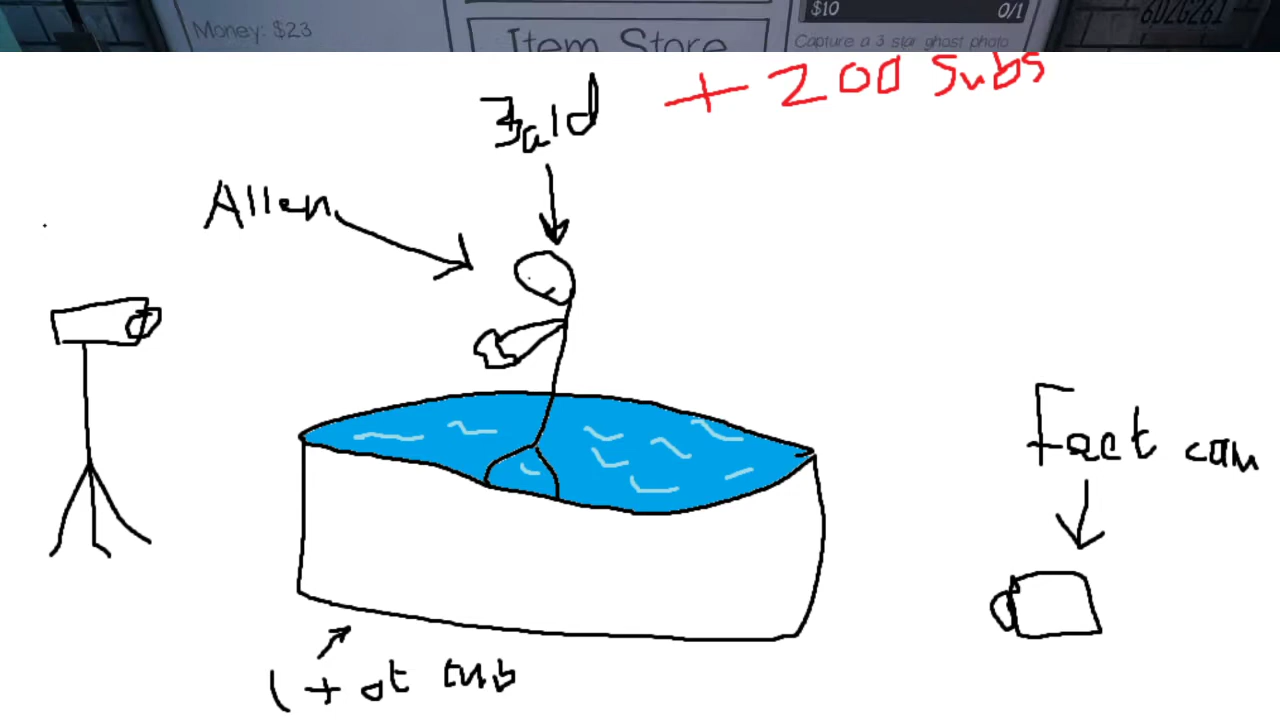 $10 0/1
Money: $23
Item Store
Capture a 3 star ghost photo
6DZG261
+ 200 subs
Bald
Allen
Feet cam
Hot tub